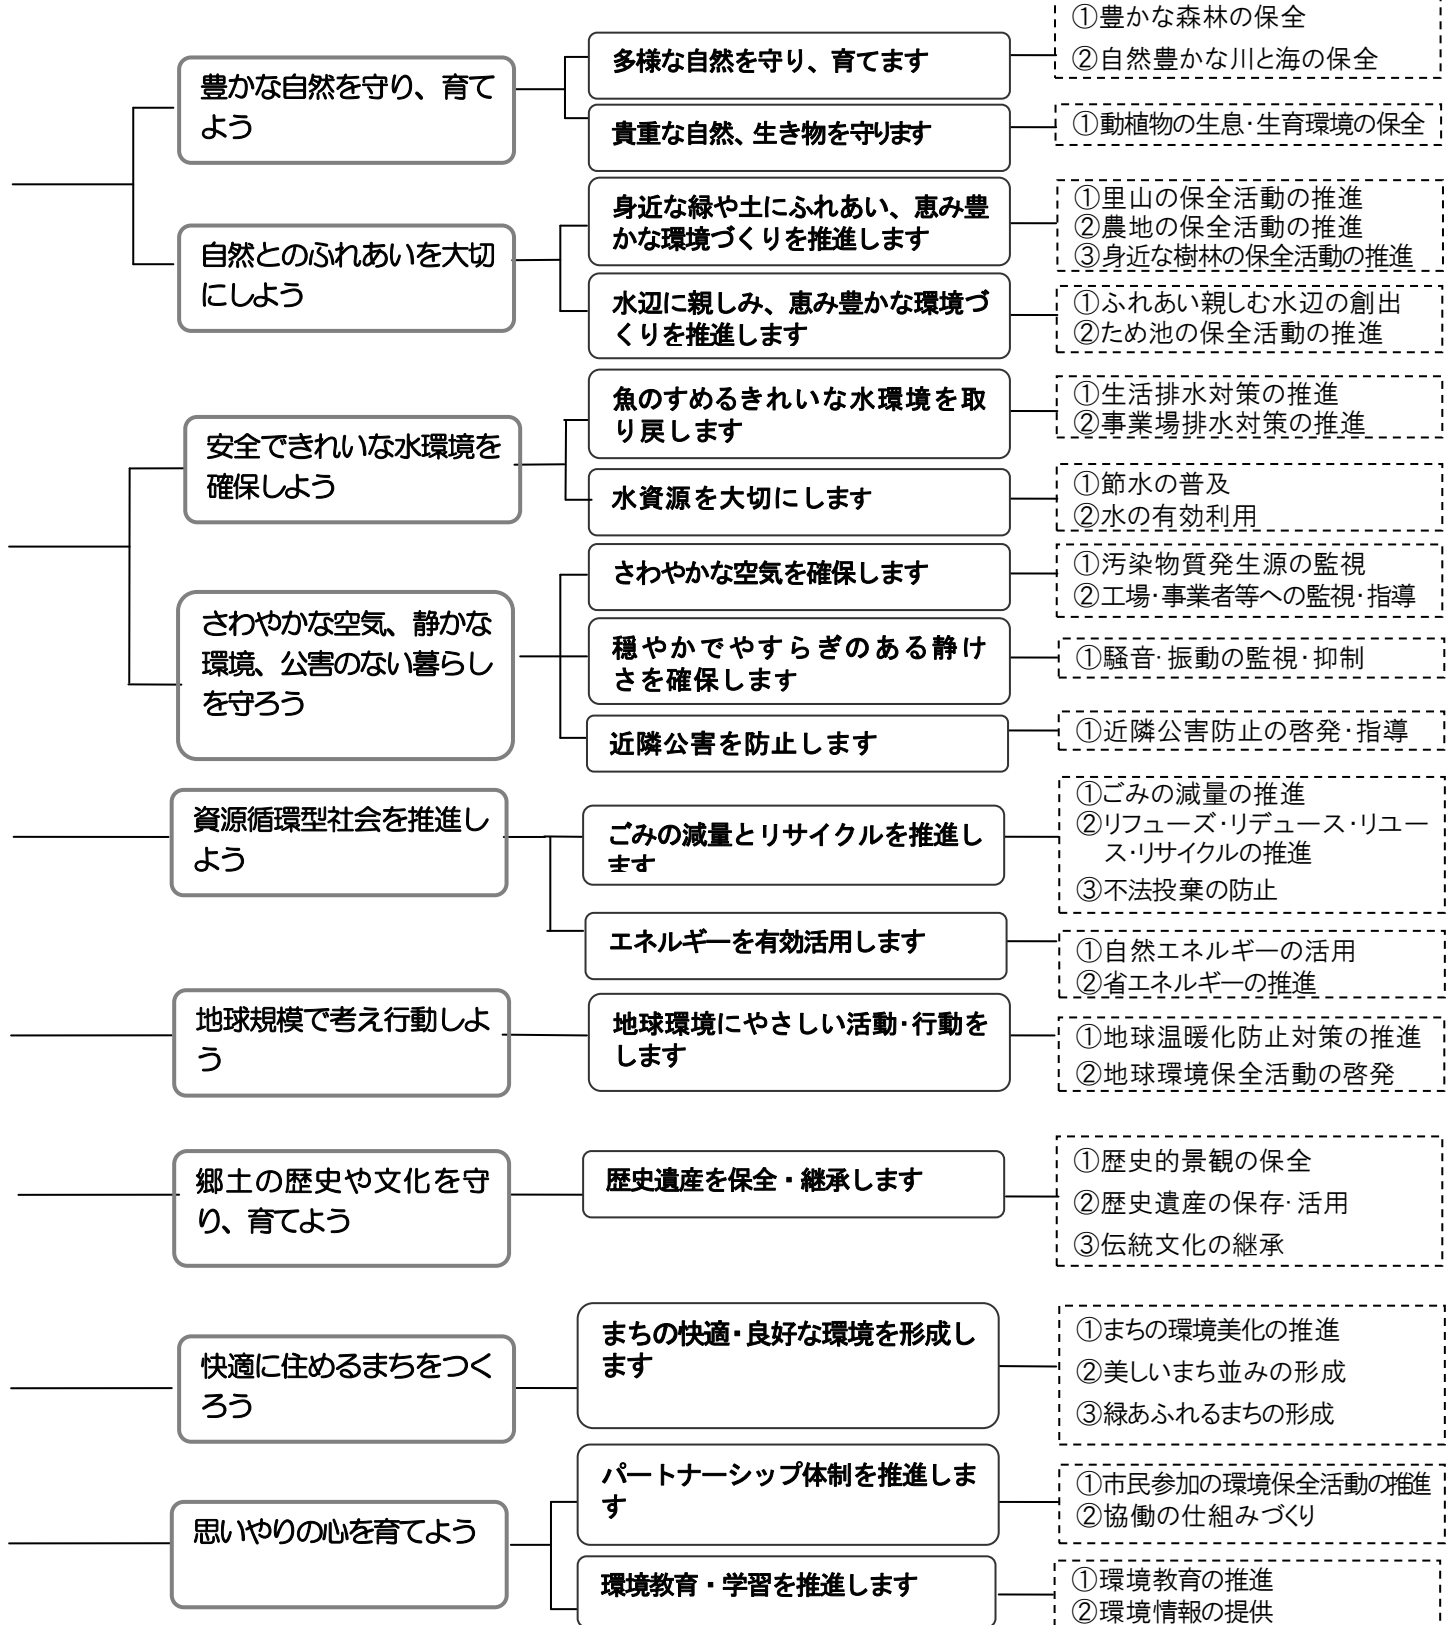 豊かな自然を守り、育て
よう
多様な自然を守り、育てます
①豊かな森林の保全
②自然豊かな川と海の保全
貴重な自然、生き物を守ります
①動植物の生息・生育環境の保全
自然とのふれあいを大切
にしよう
身近な緑や土にふれあい、恵み豊
かな環境づくりを推進します
①里山の保全活動の推進
②農地の保全活動の推進
③身近な樹林の保全活動の推進
水辺に親しみ、恵み豊かな環境づ
くりを推進します
①ふれあい親しむ水辺の創出
②ため池の保全活動の推進
安全できれいな水環境を
確保しよう
魚のすめるきれいな水環境を取
り戻します
①生活排水対策の推進
②事業場排水対策の推進
水資源を大切にします
①節水の普及
②水の有効利用
さわやかな空気、静かな
環境、公害のない暮らし
を守ろう
さわやかな空気を確保します
①汚染物質発生源の監視
②工場・事業者等への監視・指導
穏やかでやすらぎのある静け
さを確保します
①騒音・振動の監視・抑制
近隣公害を防止します
①近隣公害防止の啓発・指導
資源循環型社会を推進し
よう
ごみの減量とリサイクルを推進し
ます
①ごみの減量の推進
②リフューズ・リデュース・リユー
ス・リサイクルの推進
③不法投棄の防止
エネルギーを有効活用します
①自然エネルギーの活用
②省エネルギーの推進
地球規模で考え行動しよ
う
地球環境にやさしい活動・行動を
します
①地球温暖化防止対策の推進
②地球環境保全活動の啓発
郷土の歴史や文化を守
り、育てよう
歴史遺産を保全・継承します
①歴史的景観の保全
②歴史遺産の保存・活用
③伝統文化の継承
快適に住めるまちをつく
ろう
まちの快適・良好な環境を形成し
ます
①まちの環境美化の推進
②美しいまち並みの形成
③緑あふれるまちの形成
思いやりの心を育てよう
パートナーシップ体制を推進しま
す
①市民参加の環境保全活動の推進
②協働の仕組みづくり
環境教育・学習を推進します
①環境教育の推進
②環境情報の提供